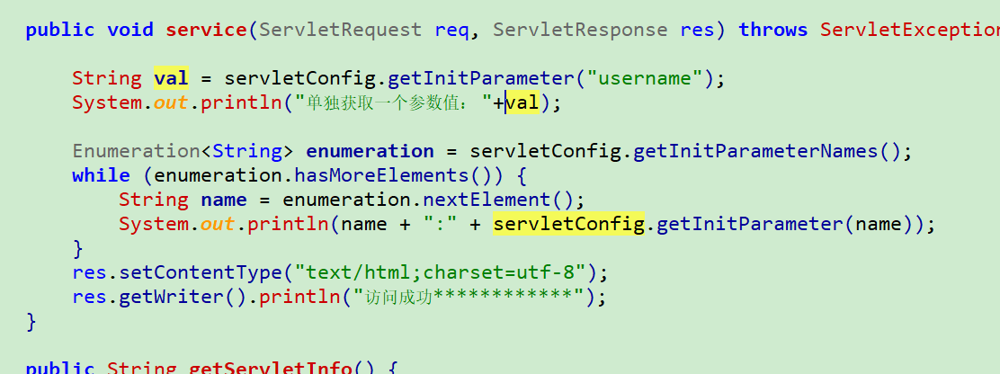 public void service(ServletRequest req, ServletResponse res) throws ServletException
String val = servletConfig.getInitParameter("username");
System.out.println("单独获取一个参数值: "+val);
Enumeration<String> enumeration = servletConfig.getInitParameterNames();
while (enumeration.hasMoreElements()) {
String name = enumeration.nextElement();
System.out.println(name + ":" + servletConfig.getInitParameter(name));
}
res.setContentType("text/html;charset=utf-8");
res.getWriter().println("访问成功************");
}
public String getServletInfo() {